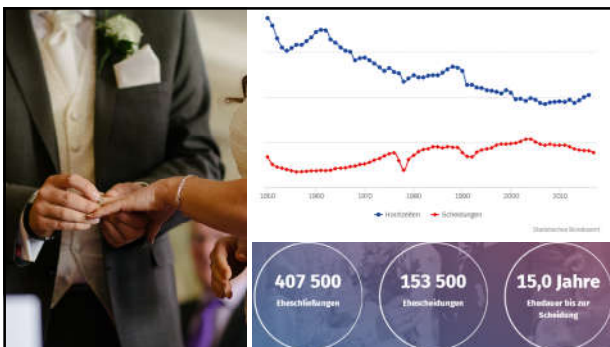 1950 1960 1970 1980 1990 2000 2010
Hochzeiten Scheidungen
Statistisches Bundesamt
407 500
Eheschließungen
153 500
Ehescheidungen
15,0 Jahre
Ehedauer bis zur
Scheidung